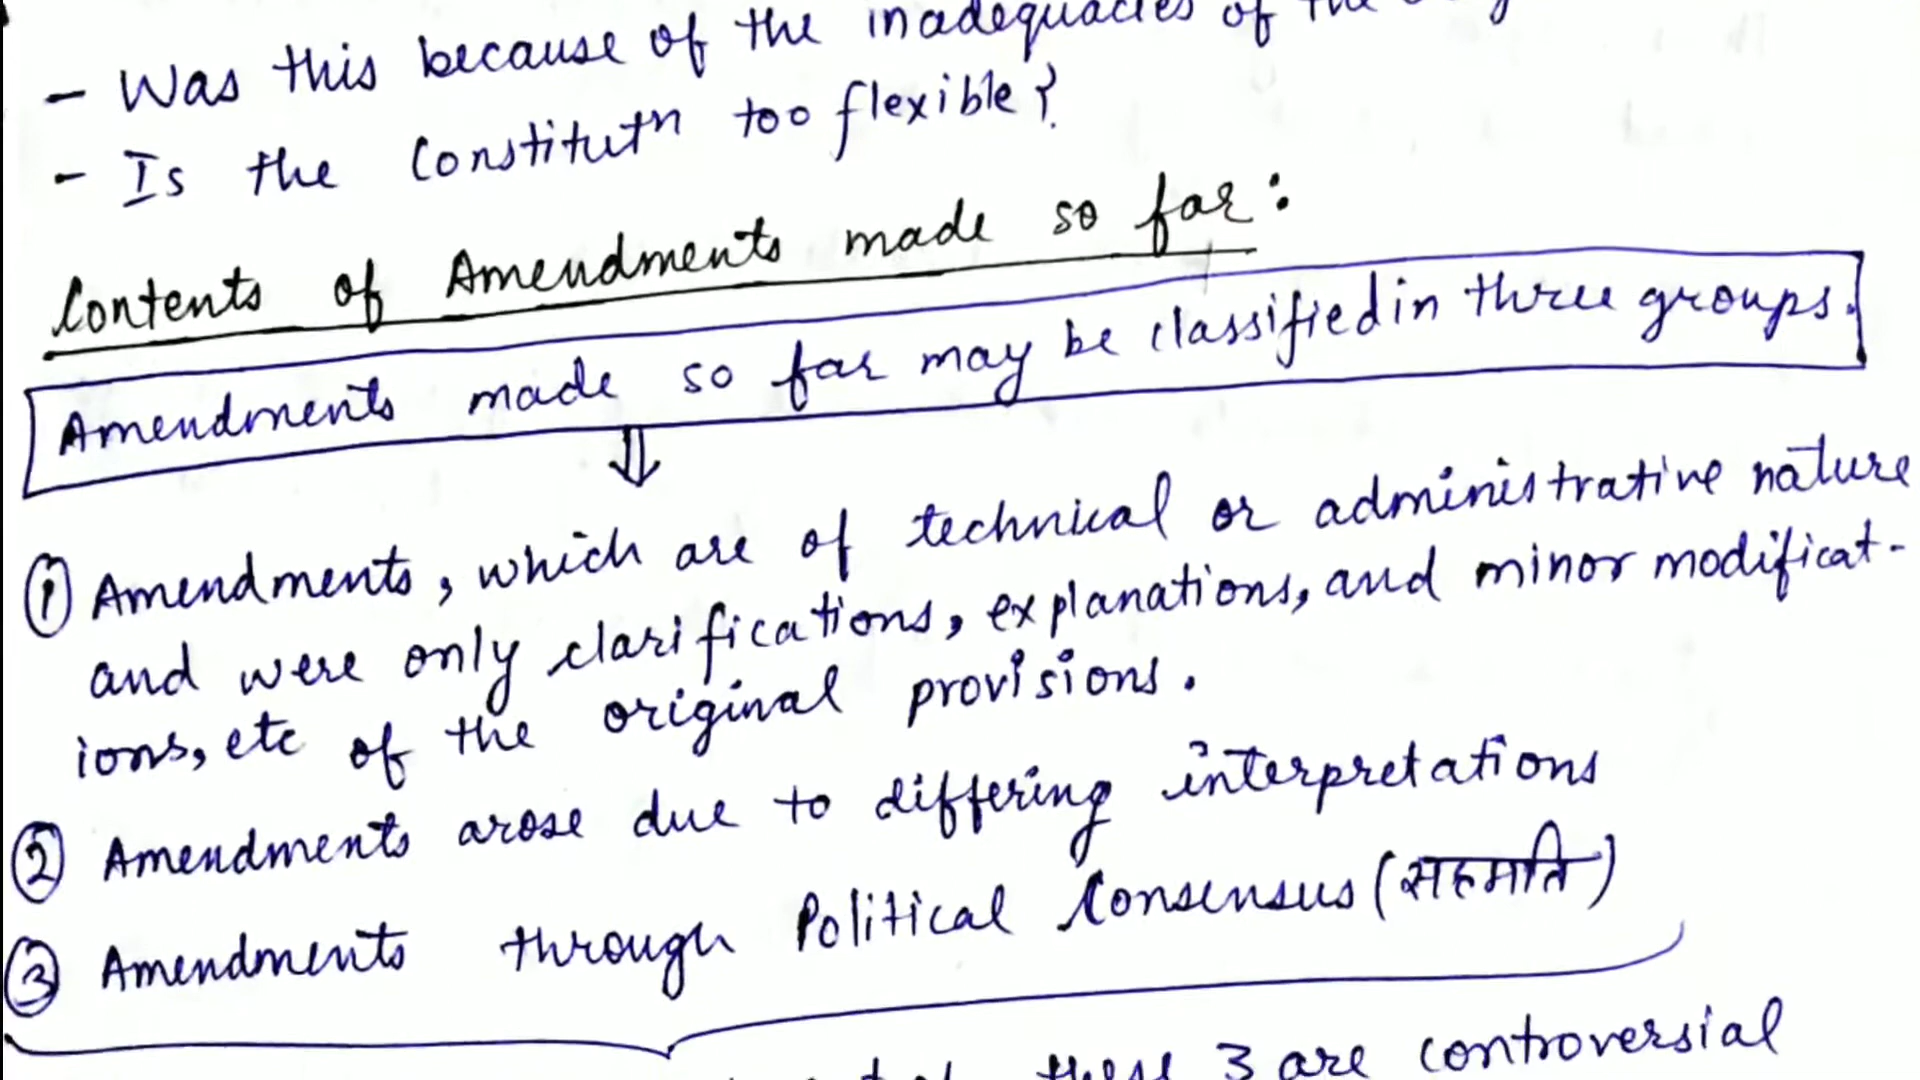 - Was this because of the inadequacies of the
- Is the Constitutn too flexible?
Contents of Amendments made so far:
Amendments made so far may be classified in three groups.
① Amendments, which are of technical or administrative nature
and were only clarifications, explanations, and minor modificat-
ions, etc of the original provisions.
② Amendments arose due to differing interpretations
③ Amendments through Political Consensus (सहमति)
these 3 are controversial